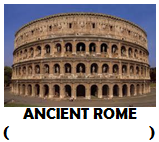 ANCIENT ROME
(                    )